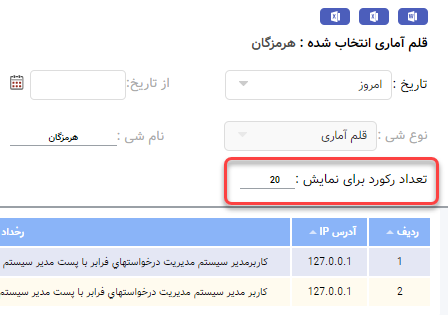 قلم آماری انتخاب شده : هرمزگان
تاریخ : امروز از تاریخ:
نوع شی : قلم آماری نام شی : هرمزگان
تعداد رکورد برای نمایش : 20
ردیف آدرس IP رخداد
1 127.0.0.1 کاربرمدیر سیستم مدیریت درخواستهاي فرابر با پست مدیر سیستم
2 127.0.0.1 کاربر مدیر سیستم مدیریت درخواستهاي فرابر با پست مدیر سیستم